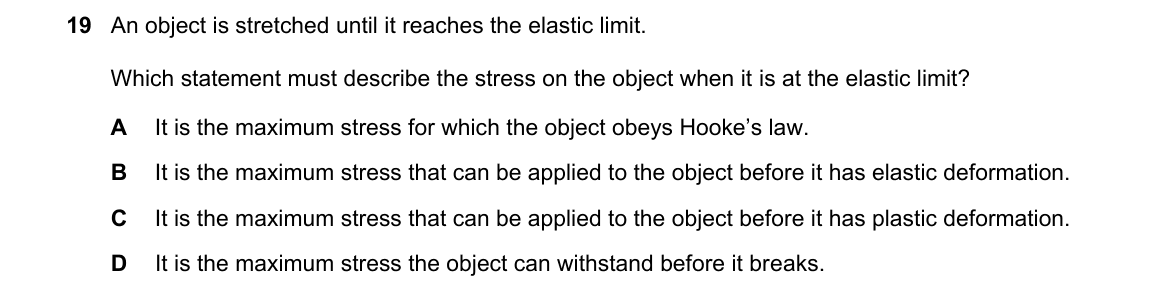 19 An object is stretched until it reaches the elastic limit.
Which statement must describe the stress on the object when it is at the elastic limit?
A It is the maximum stress for which the object obeys Hooke’s law.
B It is the maximum stress that can be applied to the object before it has elastic deformation.
C It is the maximum stress that can be applied to the object before it has plastic deformation.
D It is the maximum stress the object can withstand before it breaks.